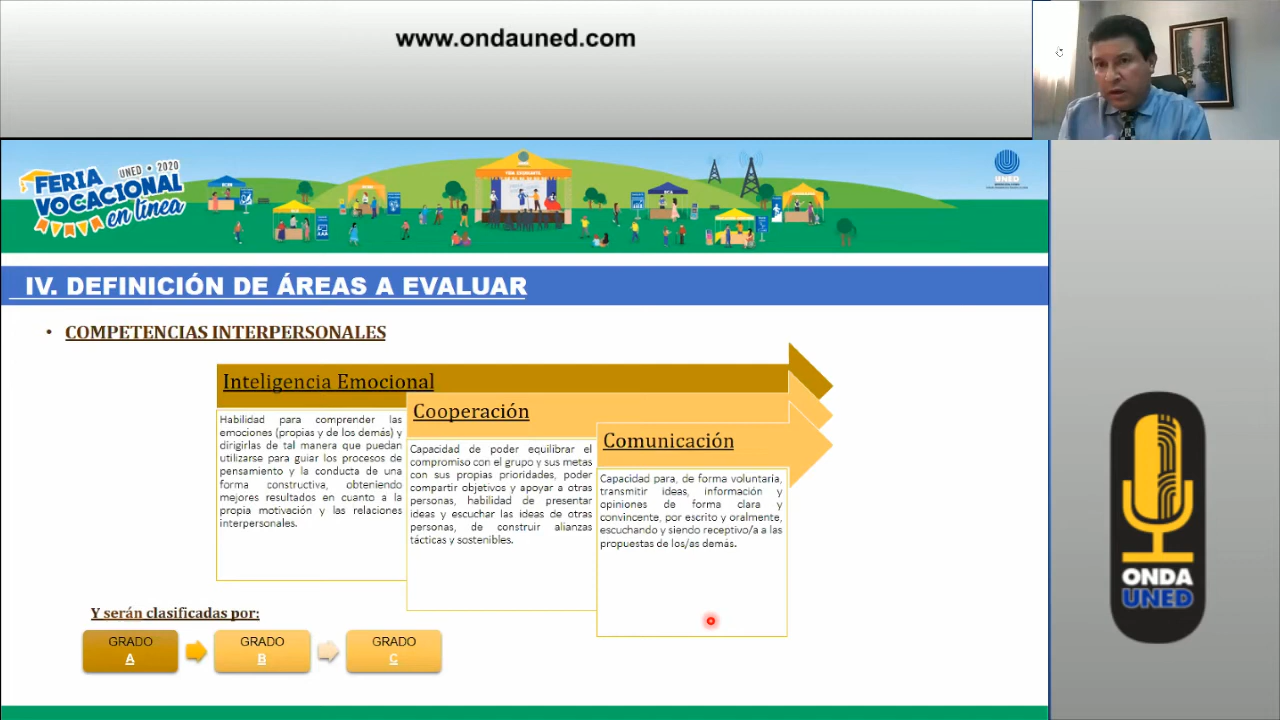 www.ondauned.com
FERIA
VOCACIONAL
en línea
UNED • 2020
UNED
IV. DEFINICIÓN DE ÁREAS A EVALUAR
• COMPETENCIAS INTERPERSONALES
Inteligencia Emocional
Habilidad para comprender las
emociones (propias y de los demás) y
dirigirlas de tal manera que puedan
utilizarse para guiar los procesos de
pensamiento y la conducta de una
forma constructiva, obteniendo
mejores resultados en cuanto a la
propia motivación y las relaciones
interpersonales.
Cooperación
Capacidad de poder equilibrar el
compromiso con el grupo y sus metas
con sus propias prioridades, poder
compartir objetivos y apoyar a otras
personas, habilidad de presentar
ideas y escuchar las ideas de otras
personas, de construir alianzas
tácticas y sostenibles.
Comunicación
Capacidad para, de forma voluntaria,
transmitir ideas, información y
opiniones de forma clara y
convincente, por escrito y oralmente,
escuchando y siendo receptivo/a a las
propuestas de los/as demás.
Y serán clasificadas por:
GRADO
A
GRADO
B
GRADO
C
ONDA
UNED